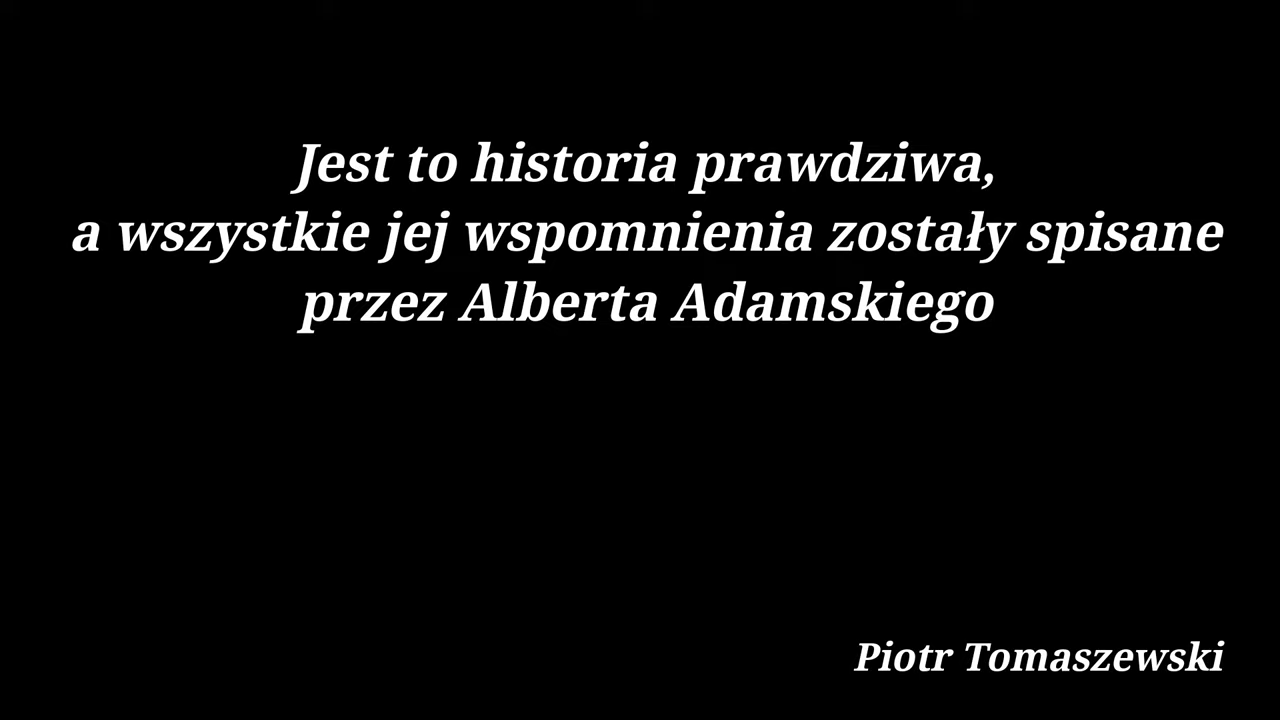 Jest to historia prawdziwa,
a wszystkie jej wspomnienia zostały spisane
przez Alberta Adamskiego
Piotr Tomaszewski